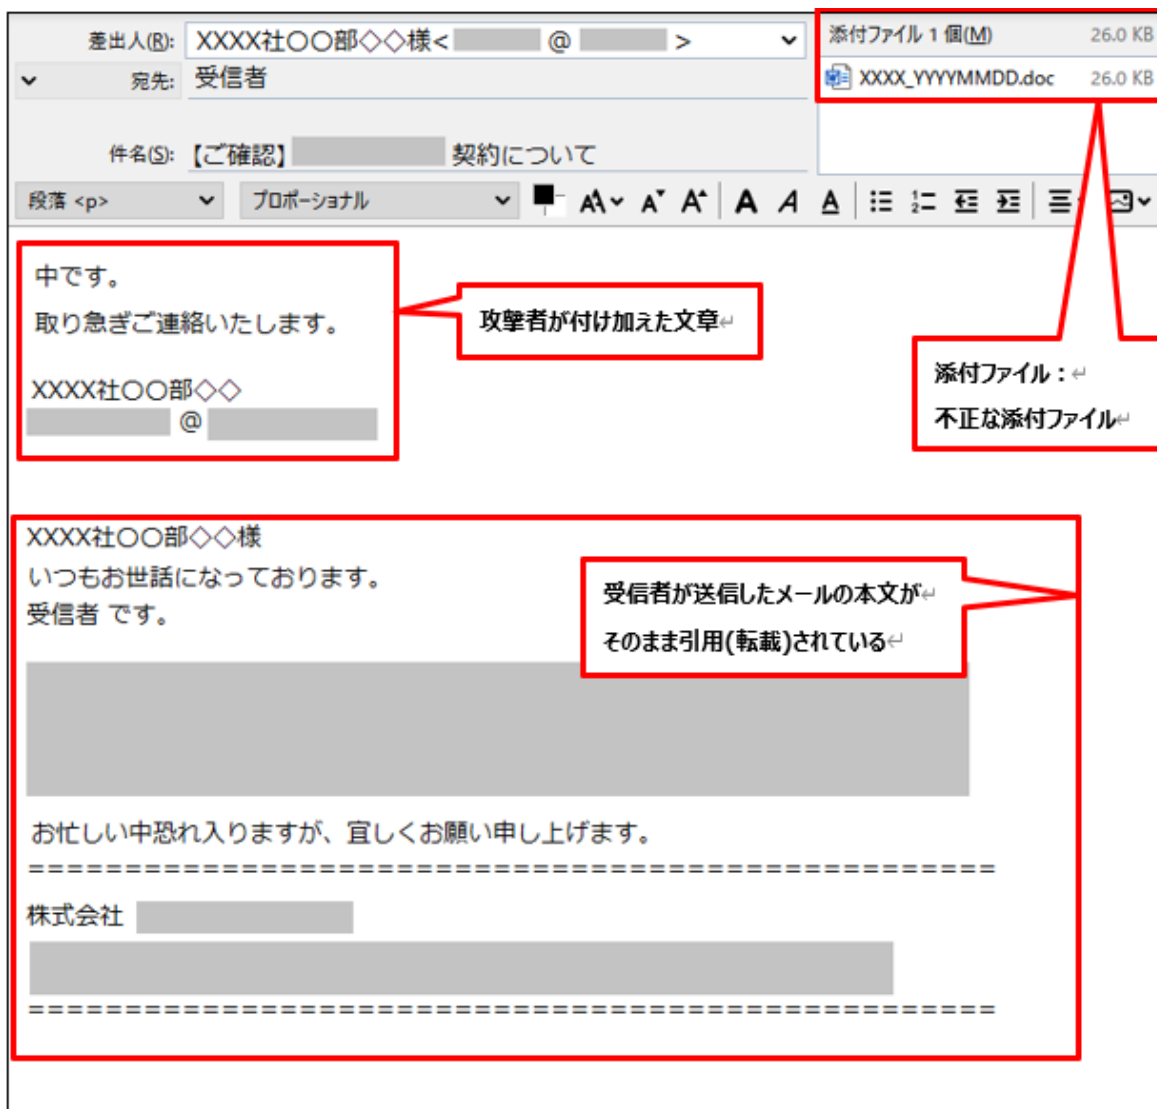 差出人(R): XXXX社〇〇部◇◇様< @ >
添付ファイル 1 個(M) 26.0 KB
宛先: 受信者
XXXX_YYYYMMDD.doc 26.0 KB
件名(S): 【ご確認】 契約について
段落 <p> プロポーショナル
中です。
取り急ぎご連絡いたします。
XXXX社〇〇部◇◇
@
攻撃者が付け加えた文章↵
添付ファイル：↵
不正な添付ファイル↵
XXXX社〇〇部◇◇様
いつもお世話になっております。
受信者 です。
受信者が送信したメールの本文が↵
そのまま引用(転載)されている↵
お忙しい中恐れ入りますが、宜しくお願い申し上げます。
==================================================
株式会社
==================================================